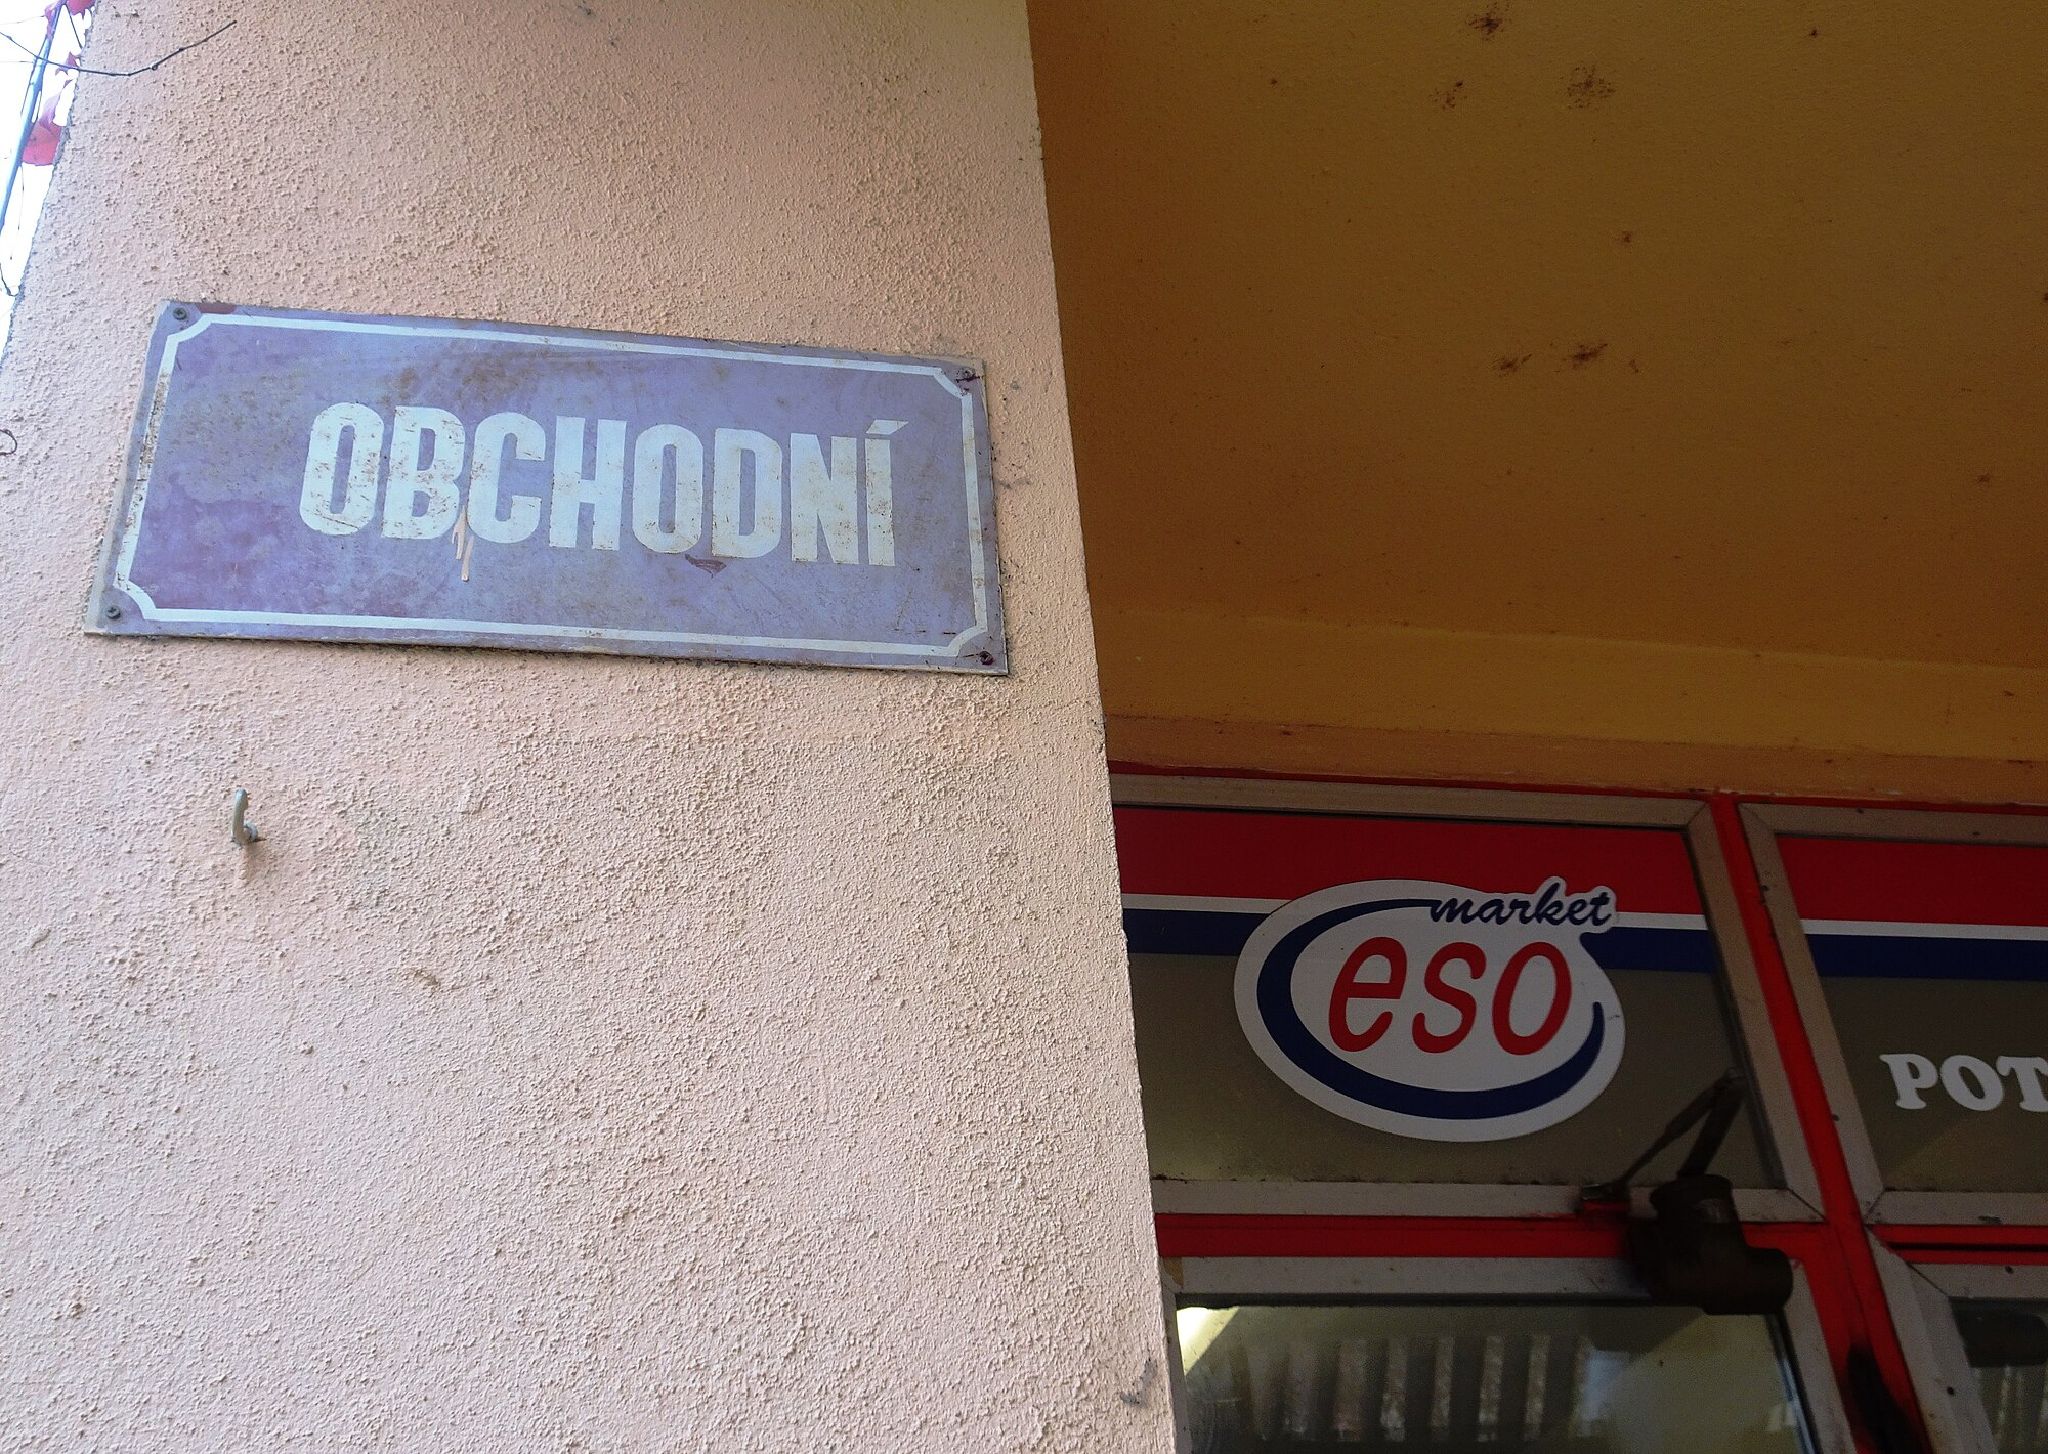 OBCHODNÍ
market
eso
POT